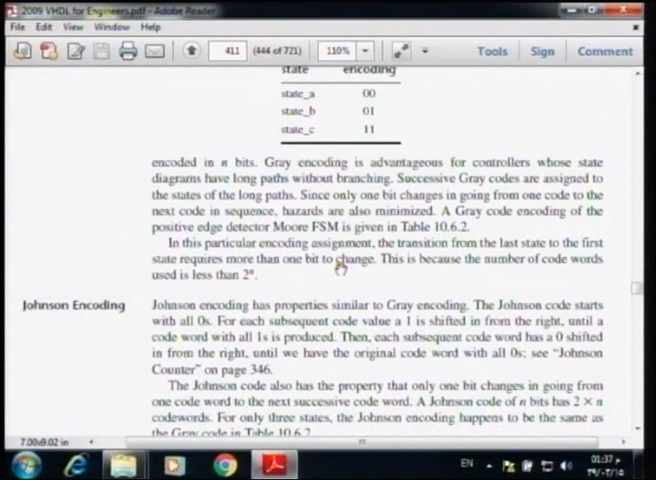 2009 VHDL for Engineers.pdf - Adobe Reader
File Edit View Window Help
411 (444 of 721) 110% Tools Sign Comment
state encoding
state_a 00
state_b 01
state_c 11
encoded in n bits. Gray encoding is advantageous for controllers whose state
diagrams have long paths without branching. Successive Gray codes are assigned to
the states of the long paths. Since only one bit changes in going from one code to the
next code in sequence, hazards are also minimized. A Gray code encoding of the
positive edge detector Moore FSM is given in Table 10.6.2.
In this particular encoding assignment, the transition from the last state to the first
state requires more than one bit to change. This is because the number of code words
used is less than 2ⁿ.
Johnson Encoding
Johnson encoding has properties similar to Gray encoding. The Johnson code starts
with all 0s. For each subsequent code value a 1 is shifted in from the right, until a
code word with all 1s is produced. Then, each subsequent code word has a 0 shifted
in from the right, until we have the original code word with all 0s; see "Johnson
Counter" on page 346.
The Johnson code also has the property that only one bit changes in going from
one code word to the next successive code word. A Johnson code of n bits has 2 × n
codewords. For only three states, the Johnson encoding happens to be the same as
the Gray code in Table 10.6.2
7.00x9.02 in
EN 01:37 م